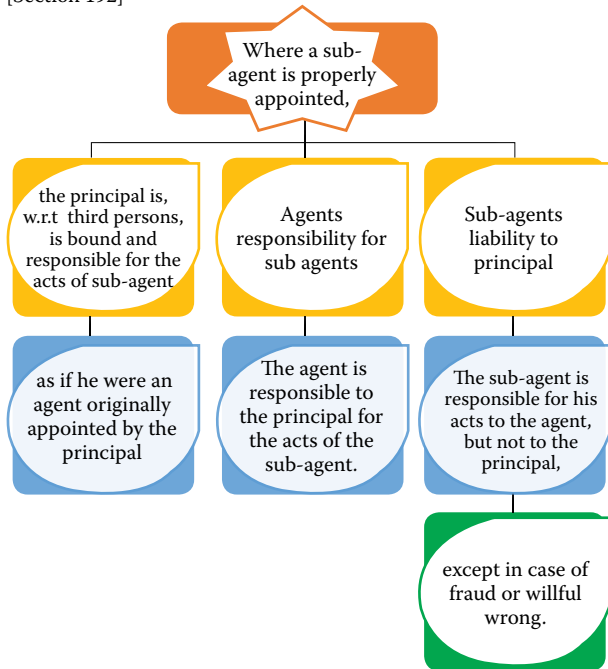 [Section 192]
Where a sub-
agent is properly
appointed,
the principal is,
w.r.t third persons,
is bound and
responsible for the
acts of sub-agent
as if he were an
agent originally
appointed by the
principal
Agents
responsibility for
sub agents
The agent is
responsible to
the principal for
the acts of the
sub-agent.
Sub-agents
liability to
principal
The sub-agent is
responsible for his
acts to the agent,
but not to the
principal,
except in case of
fraud or willful
wrong.